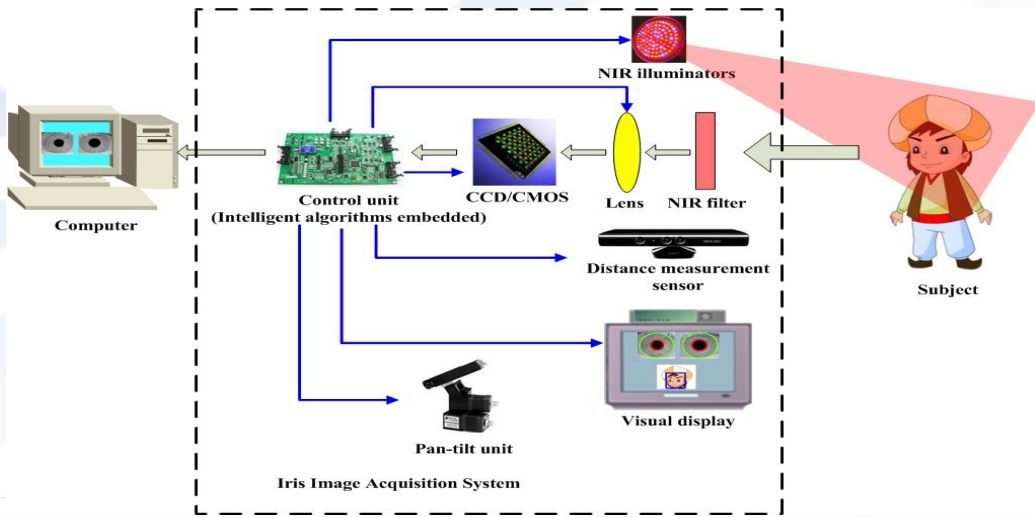 NIR illuminators
Computer
Control unit
(Intelligent algorithms embedded)
CCD/CMOS
Lens
NIR filter
Distance measurement
sensor
Subject
Visual display
Pan-tilt unit
Iris Image Acquisition System